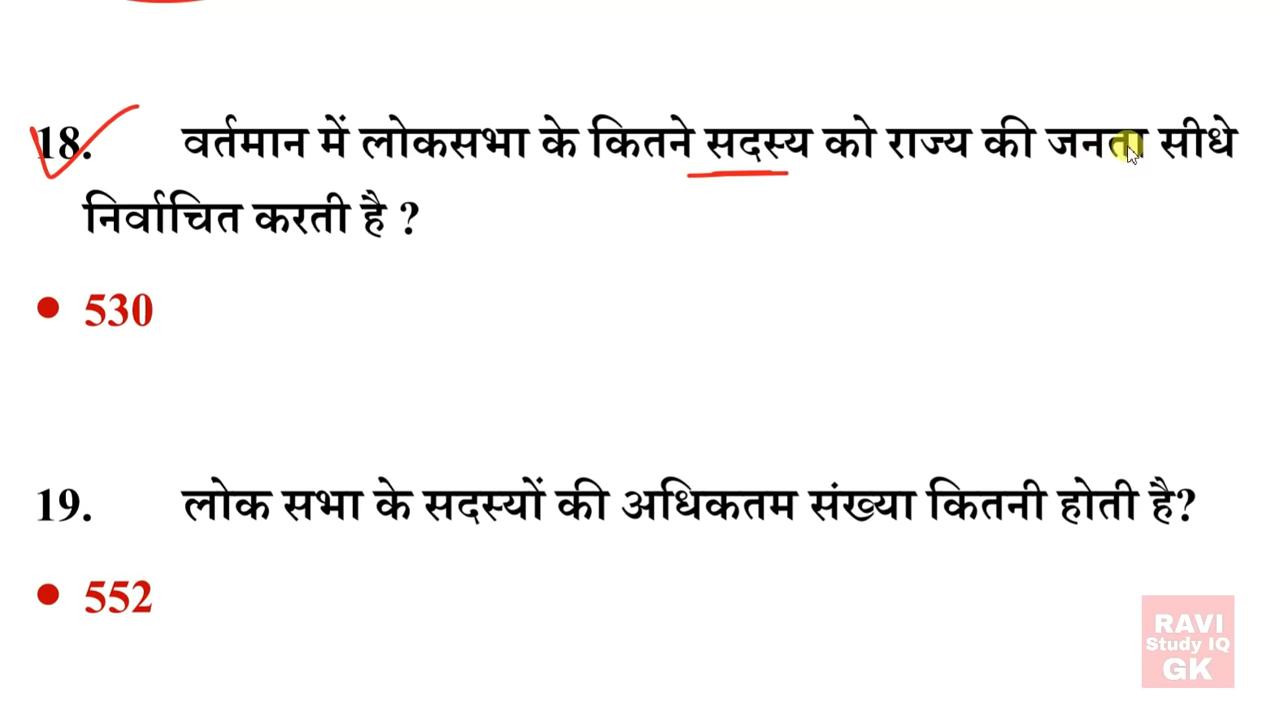 18. वर्तमान में लोकसभा के कितने सदस्य को राज्य की जनता सीधे
निर्वाचित करती है ?
• 530
19. लोक सभा के सदस्यों की अधिकतम संख्या कितनी होती है?
• 552
RAVI
Study IQ
GK